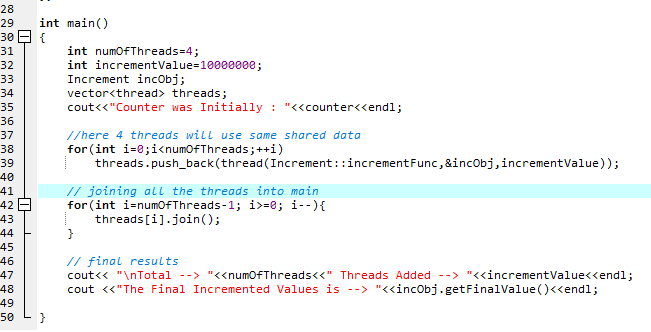 28
29 int main()
30 {
31 int numOfThreads=4;
32 int incrementValue=10000000;
33 Increment incObj;
34 vector<thread> threads;
35 cout<<"Counter was Initially : "<<counter<<endl;
36
37 //here 4 threads will use same shared data
38 for(int i=0;i<numOfThreads;++i)
39 threads.push_back(thread(Increment::incrementFunc,&incObj,incrementValue));
40
41 // joining all the threads into main
42 for(int i=numOfThreads-1; i>=0; i--){
43 threads[i].join();
44 }
45
46 // final results
47 cout<< "\nTotal --> "<<numOfThreads<<" Threads Added --> "<<incrementValue<<endl;
48 cout <<"The Final Incremented Values is --> "<<incObj.getFinalValue()<<endl;
49
50 }